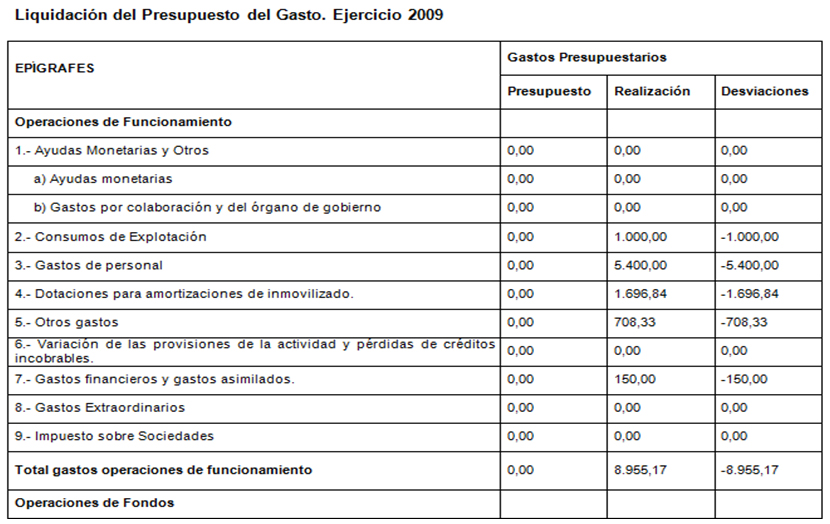 Liquidación del Presupuesto del Gasto. Ejercicio 2009
EPÌGRAFES
Gastos Presupuestarios
Presupuesto Realización Desviaciones
Operaciones de Funcionamiento
1.- Ayudas Monetarias y Otros 0,00 0,00 0,00
a) Ayudas monetarias 0,00 0,00 0,00
b) Gastos por colaboración y del órgano de gobierno 0,00 0,00 0,00
2.- Consumos de Explotación 0,00 1.000,00 -1.000,00
3.- Gastos de personal 0,00 5.400,00 -5.400,00
4.- Dotaciones para amortizaciones de inmovilizado. 0,00 1.696,84 -1.696,84
5.- Otros gastos 0,00 708,33 -708,33
6.- Variación de las provisiones de la actividad y pérdidas de créditos
incobrables. 0,00 0,00 0,00
7.- Gastos financieros y gastos asimilados. 0,00 150,00 -150,00
8.- Gastos Extraordinarios 0,00 0,00 0,00
9.- Impuesto sobre Sociedades 0,00 0,00 0,00
Total gastos operaciones de funcionamiento 0,00 8.955,17 -8.955,17
Operaciones de Fondos